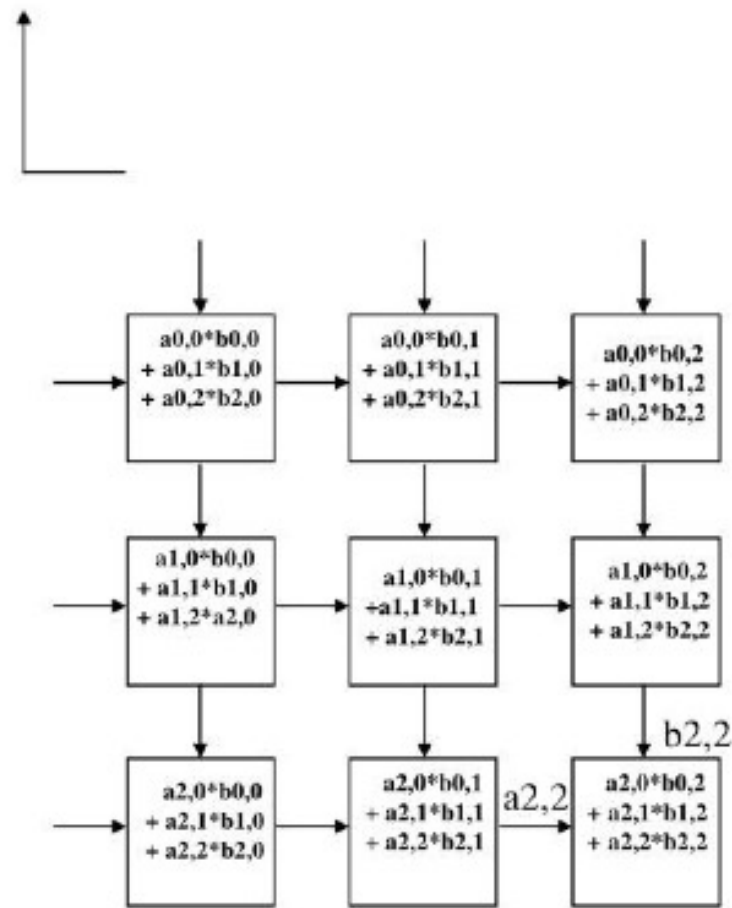 a0,0*b0,0
+ a0,1*b1,0
+ a0,2*b2,0
a0,0*b0,1
+ a0,1*b1,1
+ a0,2*b2,1
a0,0*b0,2
+ a0,1*b1,2
+ a0,2*b2,2
a1,0*b0,0
+ a1,1*b1,0
+ a1,2*a2,0
a1,0*b0,1
+a1,1*b1,1
+ a1,2*b2,1
a1,0*b0,2
+ a1,1*b1,2
+ a1,2*b2,2
b2,2
a2,0*b0,0
+ a2,1*b1,0
+ a2,2*b2,0
a2,0*b0,1
+ a2,1*b1,1
+ a2,2*b2,1
a2,2
a2,0*b0,2
+ a2,1*b1,2
+ a2,2*b2,2